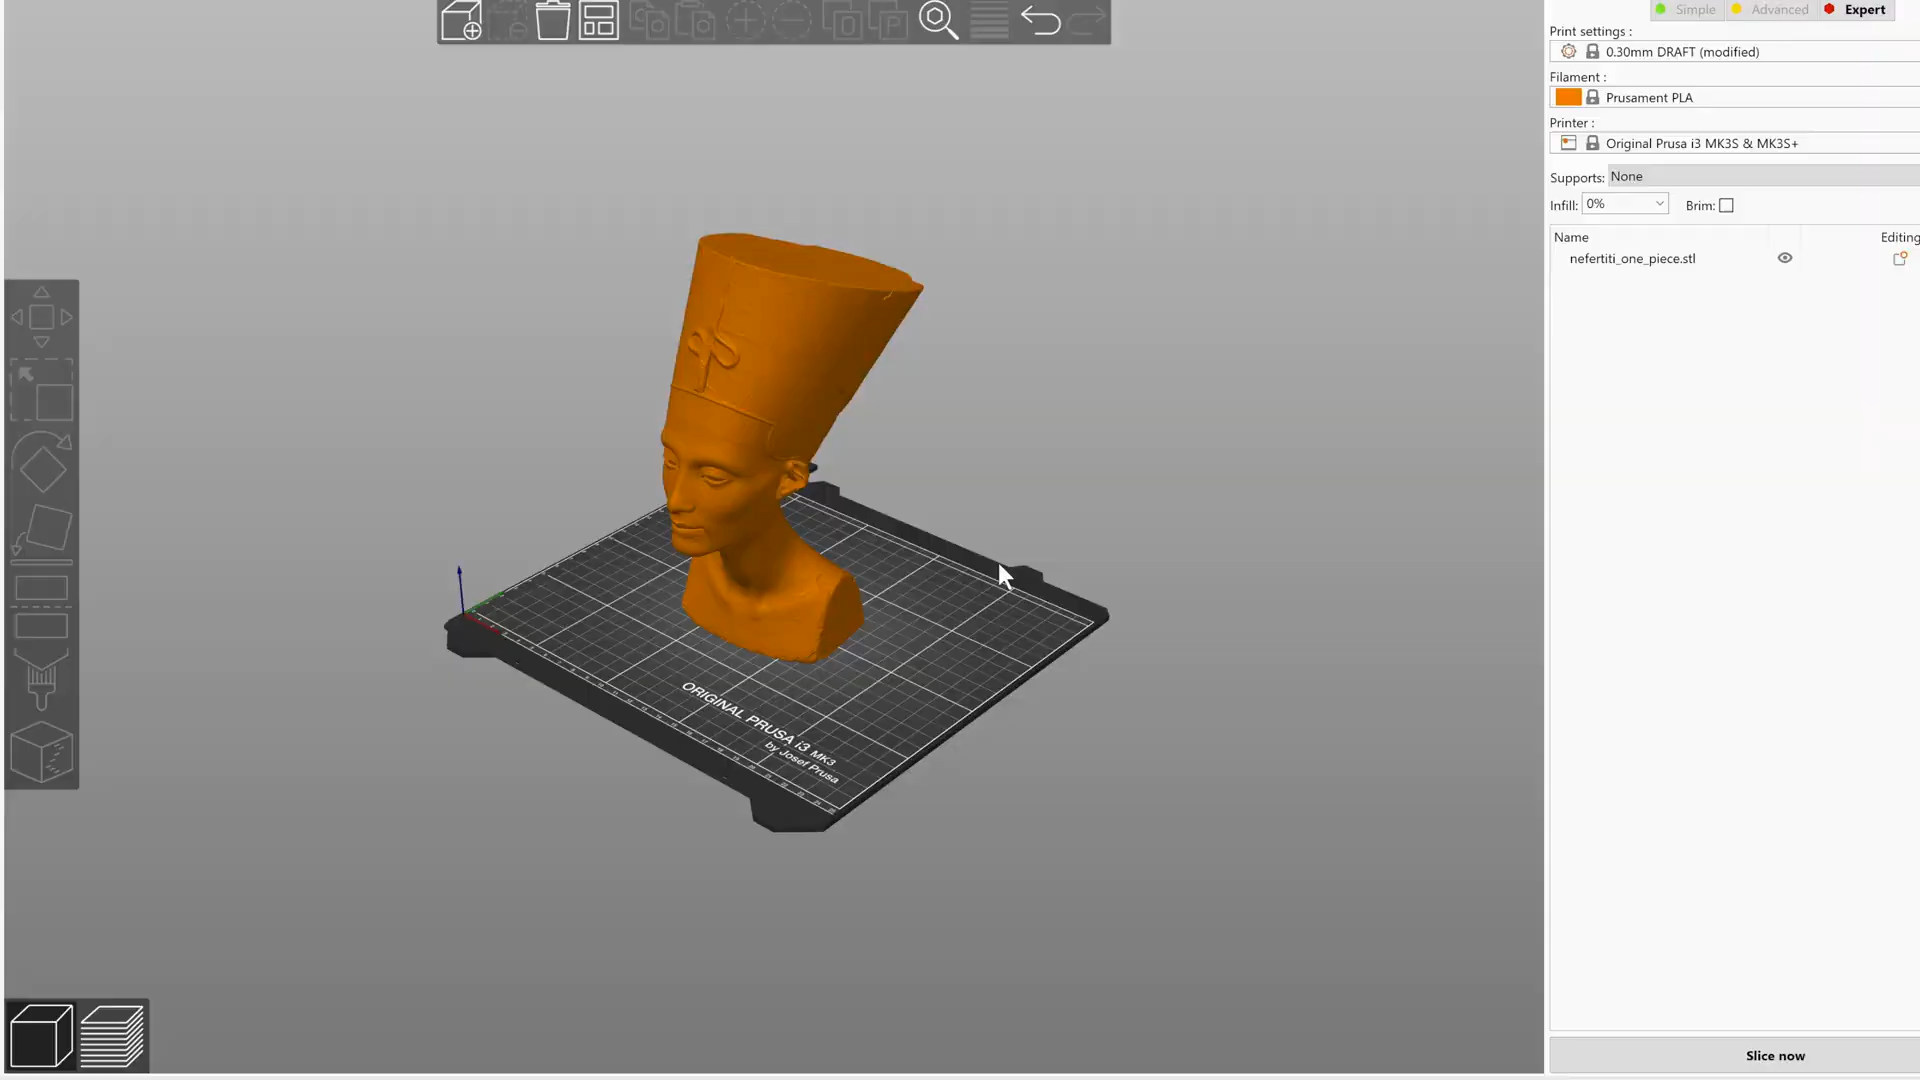 Simple Advanced Expert
Print settings :
0.30mm DRAFT (modified)
Filament :
Prusament PLA
Printer :
Original Prusa i3 MK3S & MK3S+
Supports: None
Infill: 0% Brim:
Name Editing
nefertiti_one_piece.stl
ORIGINAL PRUSA i3 MK3
by Josef Prusa
Slice now